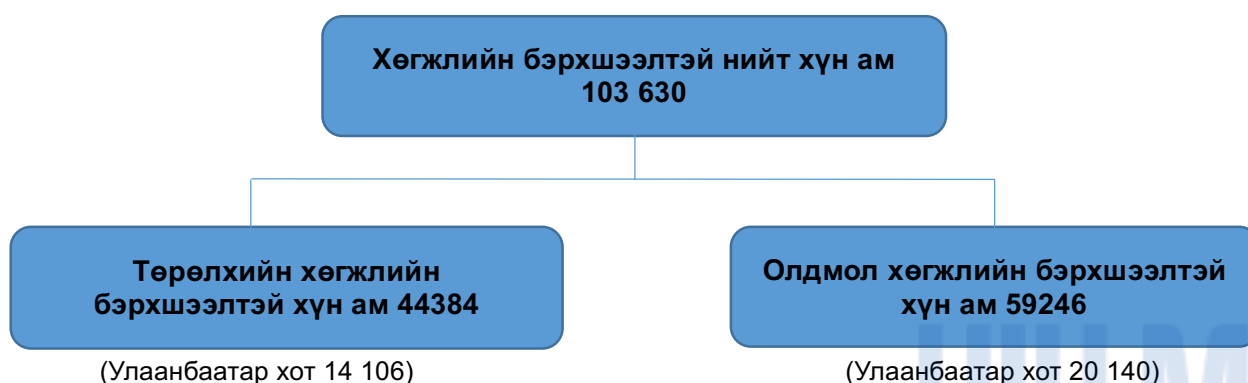 Хөгжлийн бэрхшээлтэй нийт хүн ам
103 630
Төрөлхийн хөгжлийн
бэрхшээлтэй хүн ам 44384
(Улаанбаатар хот 14 106)
Олдмол хөгжлийн бэрхшээлтэй
хүн ам 59246
(Улаанбаатар хот 20 140)